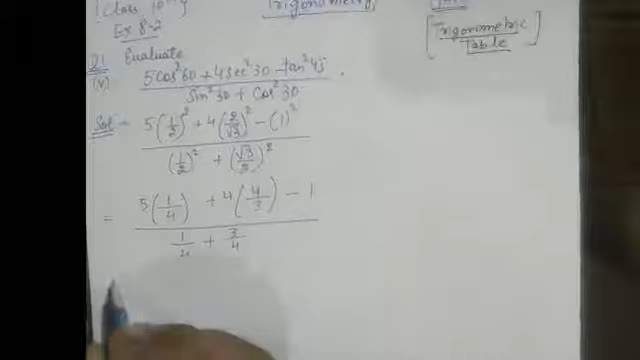 (Class 10
Trigonometry
Ex 8.2
[Trigonometric Table]
Q1 Evaluate
(v) 5cos²60 + 4sec²30 - tan²45
sin²30 + cos²30
Sol- 5(1/2)² + 4(2/√3)² - (1)²
(1/2)² + (√3/2)²
= 5(1/4) + 4(4/3) - 1
1/4 + 3/4